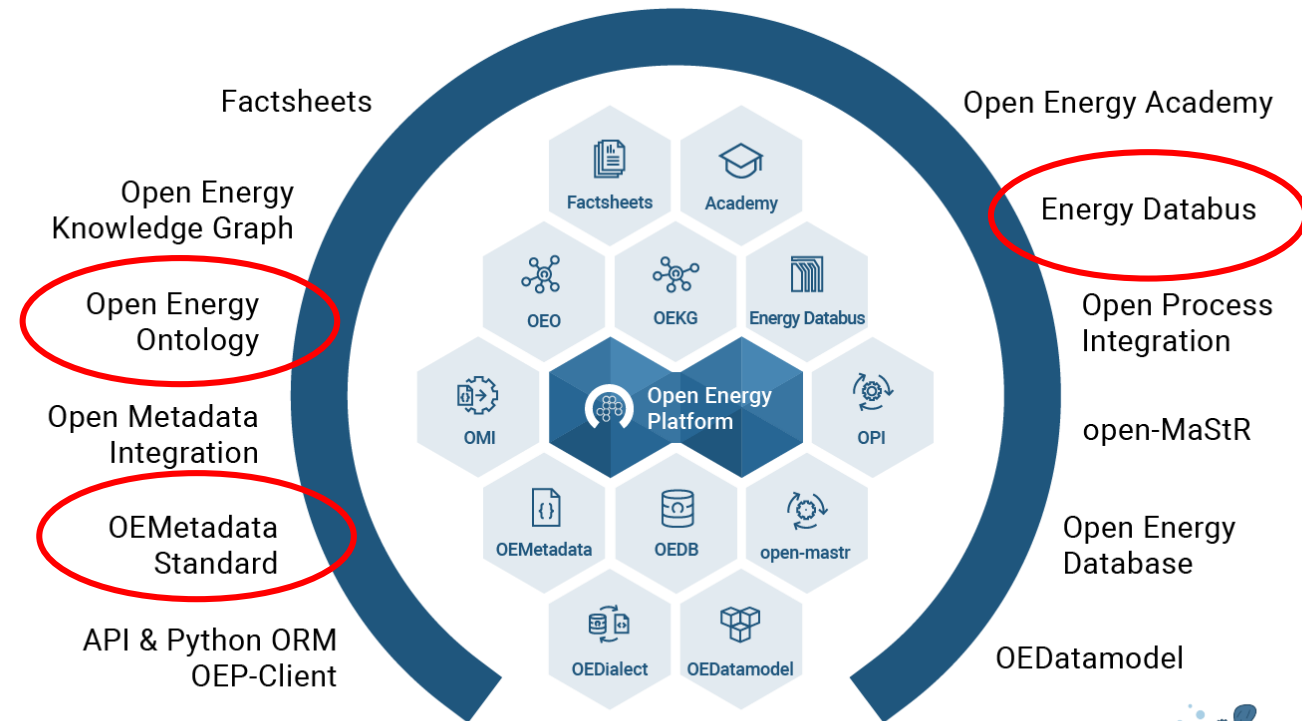 Factsheets
Open Energy
Knowledge Graph
Open Energy
Ontology
Open Metadata
Integration
OEMetadata
Standard
API & Python ORM
OEP-Client
Factsheets
Academy
OEO
OEKG
Energy Databus
OMI
Open Energy
Platform
OPI
{}
OEMetadata
OEDB
open-mastr
OEDialect
OEDatamodel
Open Energy Academy
Energy Databus
Open Process
Integration
open-MaStR
Open Energy
Database
OEDatamodel